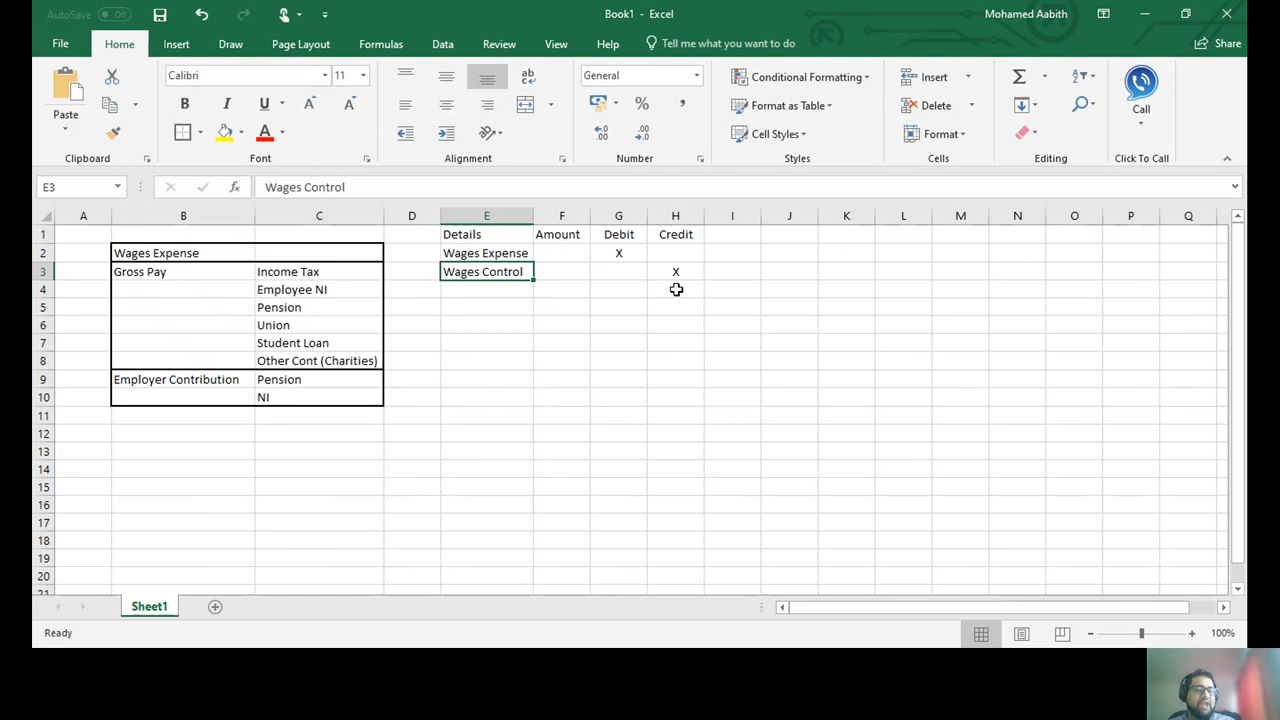 AutoSave Off
Book1 - Excel
Mohamed Aabith
File Home Insert Draw Page Layout Formulas Data Review View Help Tell me what you want to do Share
Paste
Calibri 11
B I U A A
A
ab
General
%
Conditional Formatting
Format as Table
Cell Styles
Insert
Delete
Format
Call
Clipboard Font Alignment Number Styles Cells Editing Click To Call
E3 fx Wages Control
A B C D E F G H I J K L M N O P Q
1 Details Amount Debit Credit
2 Wages Expense Wages Expense X
3 Gross Pay Income Tax Wages Control X
4 Employee NI
5 Pension
6 Union
7 Student Loan
8 Other Cont (Charities)
9 Employer Contribution Pension
10 NI
11
12
13
14
15
16
17
18
19
20
21
Sheet1
Ready 100%